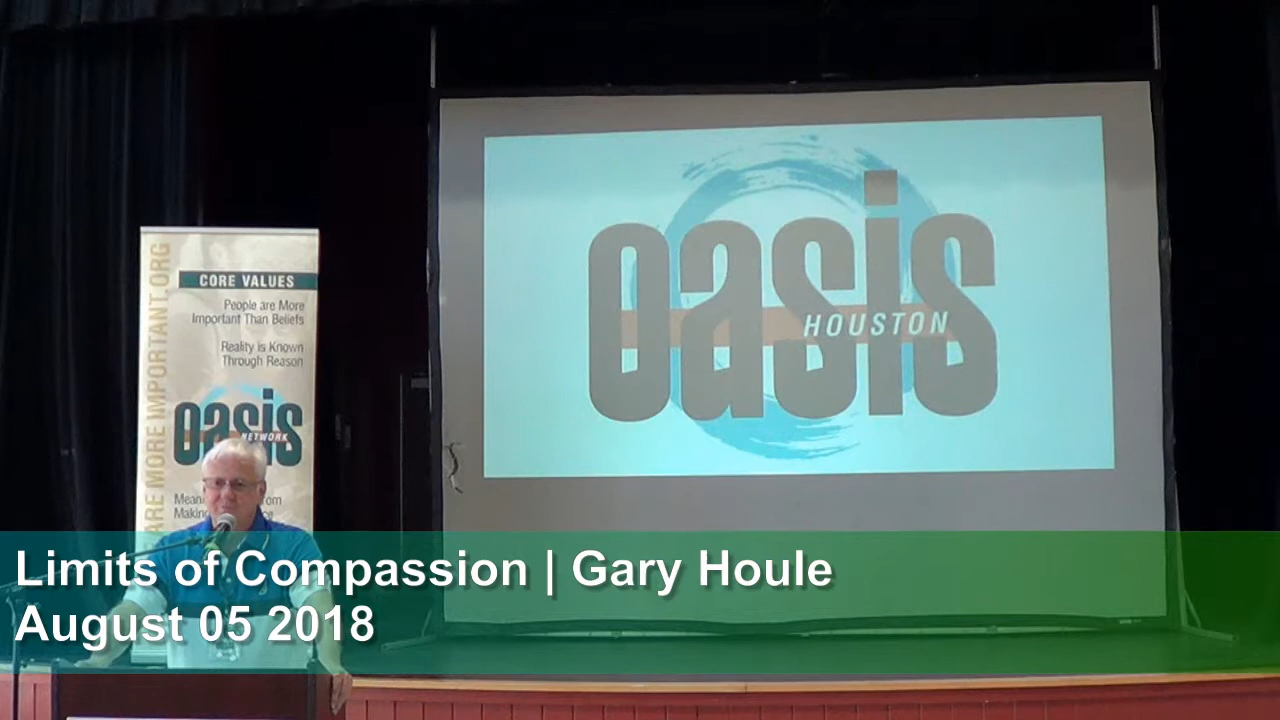 ARE MORE IMPORTANT.ORG
CORE VALUES
People are More
Important Than Beliefs
Reality is Known
Through Reason
oasis
NETWORK
Making
oasis
HOUSTON
Limits of Compassion | Gary Houle
August 05 2018